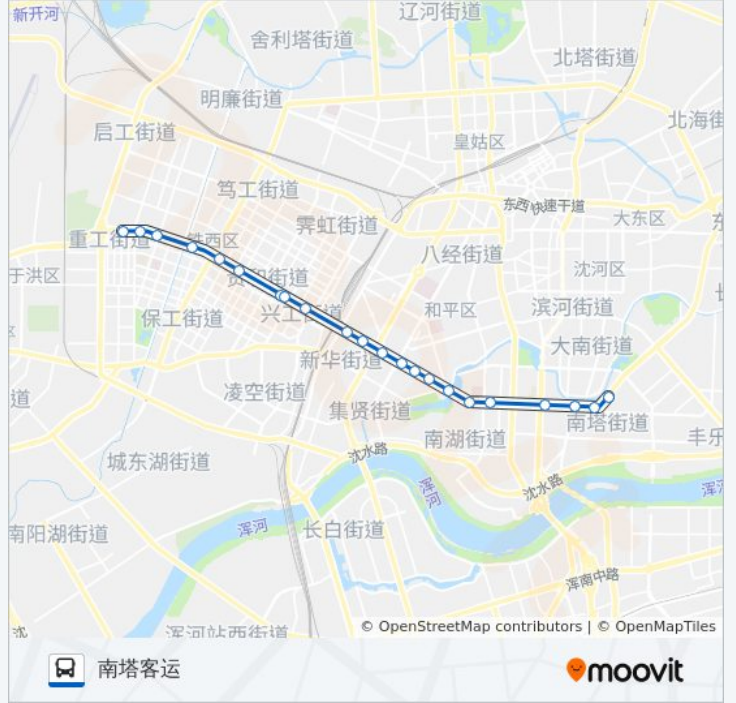 新开河
辽河街道
舍利塔街道
北塔街道
明廉街道
启工街道
北海街
皇姑区
笃工街道
东西快速干道
霁虹街道
大东区
重工街道
铁西区
八经街道
沈河区
于洪区
兴工街道
保工街道
和平区
滨河街道
大南街道
新华街道
凌空街道
道
集贤街道
南塔街道
南湖街道
丰乐
沈水路
城东湖街道
浑河
沈水路
浑河
南阳湖街道
浑河
长白街道
浑南中路
浑河站西街道
© OpenStreetMap contributors | © OpenMapTiles
南塔客运
moovit